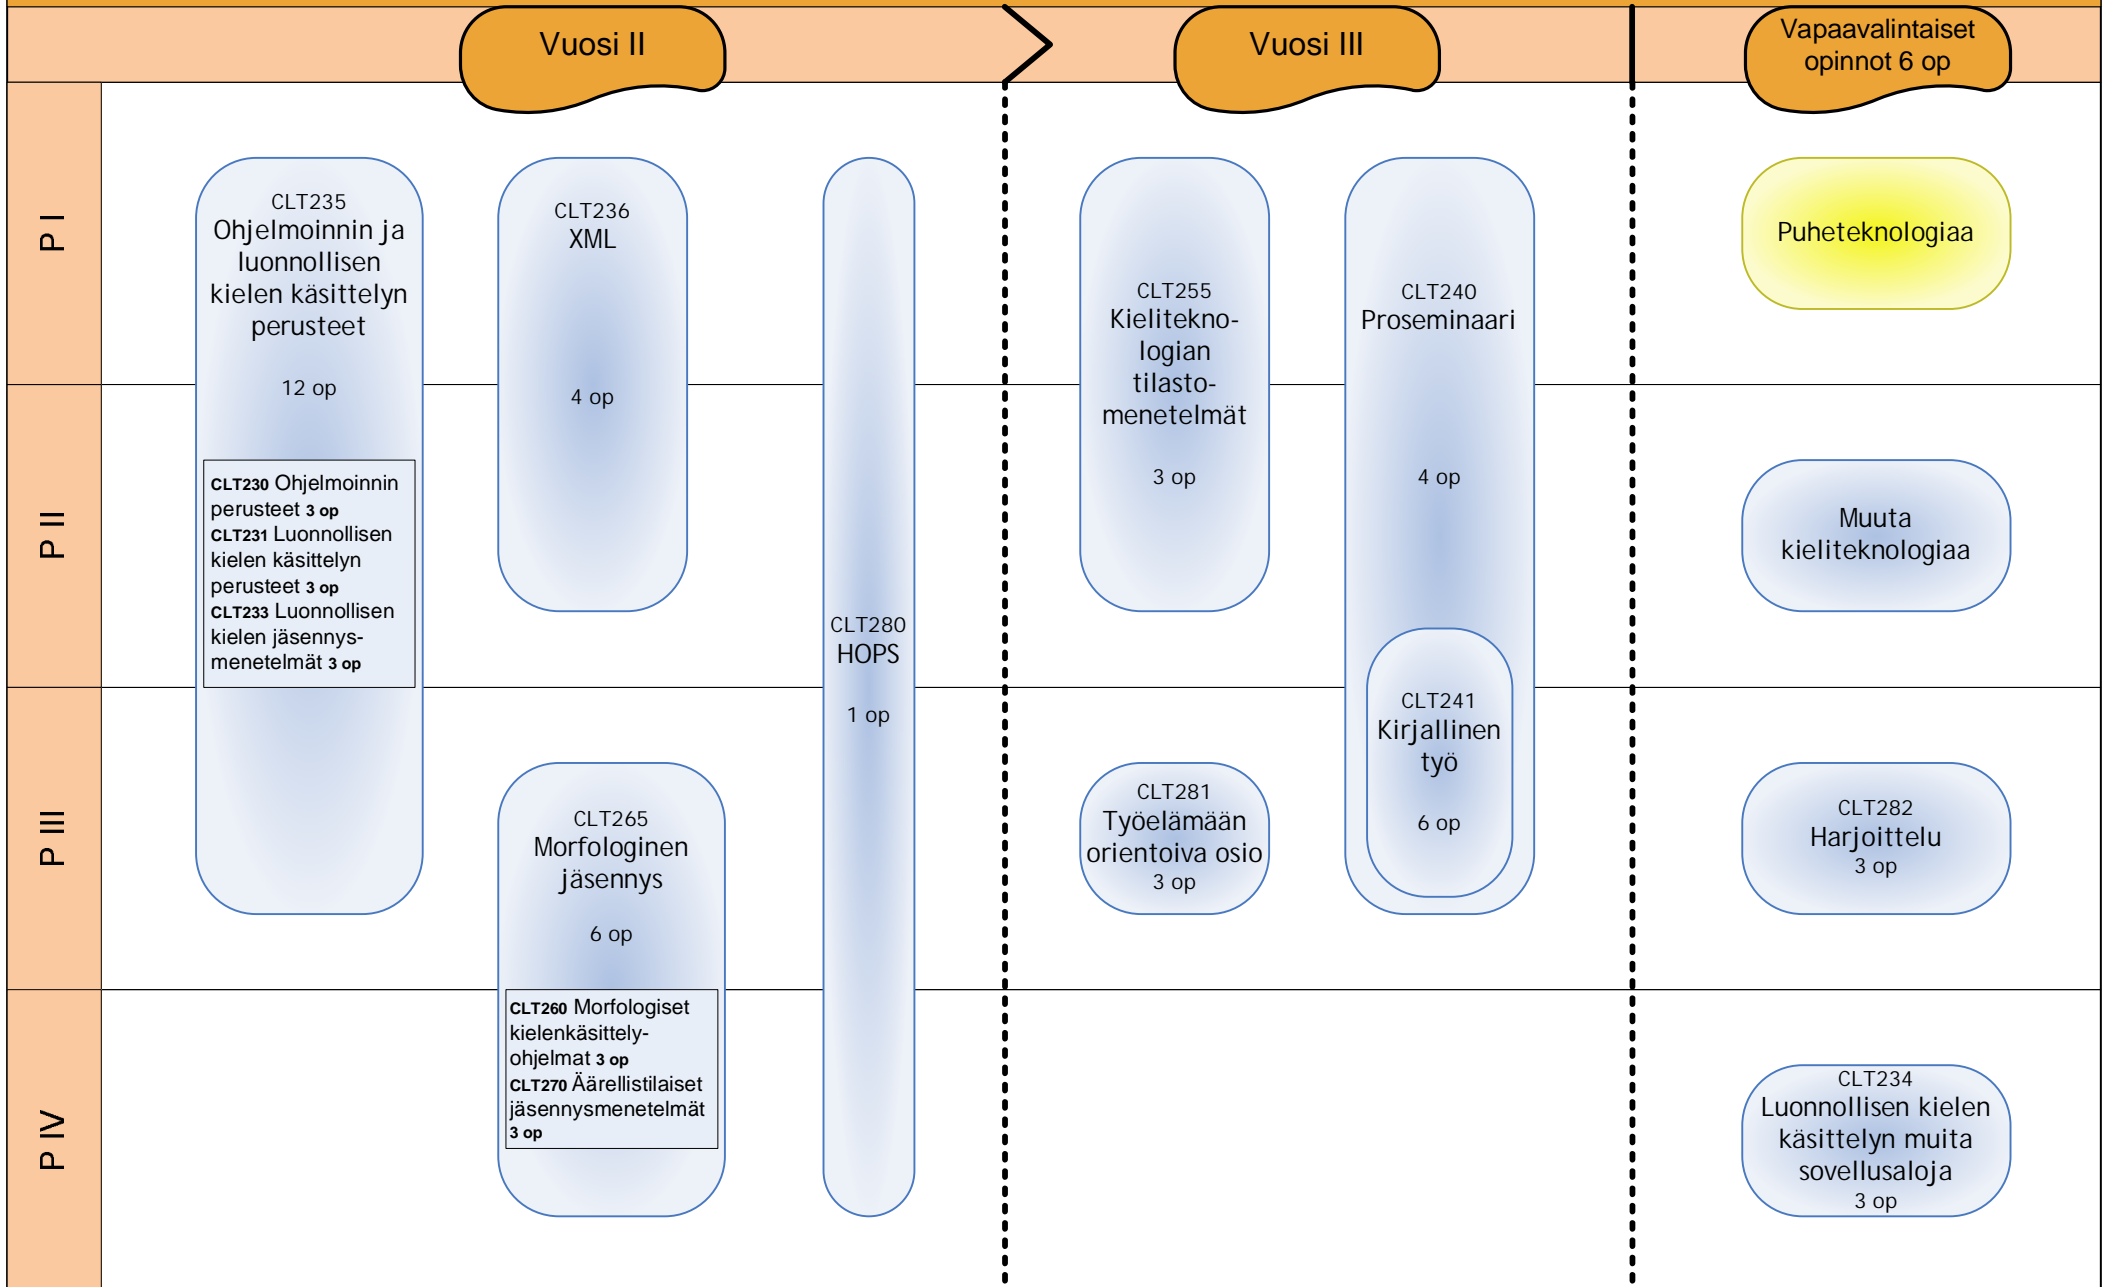 Vuosi II
Vuosi III
Vapaavalintaiset
opinnot 6 op
P I
P II
P III
P IV
CLT235
Ohjelmoinnin ja
luonnollisen
kielen käsittelyn
perusteet
12 op
CLT230 Ohjelmoinnin
perusteet 3 op
CLT231 Luonnollisen
kielen käsittelyn
perusteet 3 op
CLT233 Luonnollisen
kielen jäsennys-
menetelmät 3 op
CLT236
XML
4 op
CLT265
Morfologinen
jäsennys
6 op
CLT260 Morfologiset
kielenkäsittely-
ohjelmat 3 op
CLT270 Äärellistilaiset
jäsennysmenetelmät
3 op
CLT280
HOPS
1 op
CLT255
Kielitekno-
logian
tilasto-
menetelmät
3 op
CLT281
Työelämään
orientoiva osio
3 op
CLT240
Proseminaari
4 op
CLT241
Kirjallinen
työ
6 op
Puheteknologiaa
Muuta
kieliteknologiaa
CLT282
Harjoittelu
3 op
CLT234
Luonnollisen kielen
käsittelyn muita
sovellusaloja
3 op